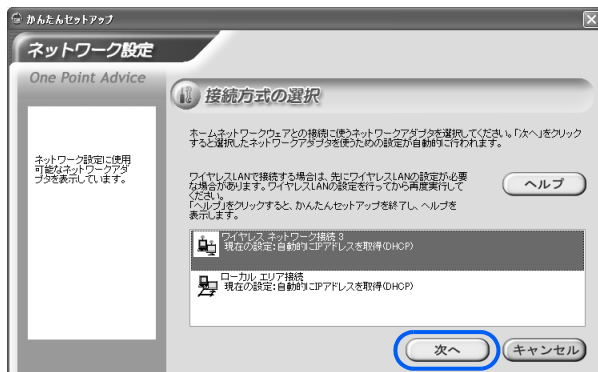 かんたんセットアップ
ネットワーク設定
One Point Advice
ネットワーク設定に使用
可能なネットワークアダ
プタを表示しています。
接続方式の選択
ホームネットワークウェアとの接続に使うネットワークアダプタを選択してください。「次へ」をクリック
すると選択したネットワークアダプタを使うための設定が自動的に行われます。
ワイヤレスLANで接続する場合は、先にワイヤレスLANの設定が必要
な場合があります。ワイヤレスLANの設定を行ってから再度実行して
ください。
「ヘルプ」をクリックすると、かんたんセットアップを終了し、ヘルプを
表示します。
ヘルプ
ワイヤレス ネットワーク接続 3
現在の設定:自動的にIPアドレスを取得(DHCP)
ローカル エリア接続
現在の設定:自動的にIPアドレスを取得(DHCP)
次へ
キャンセル